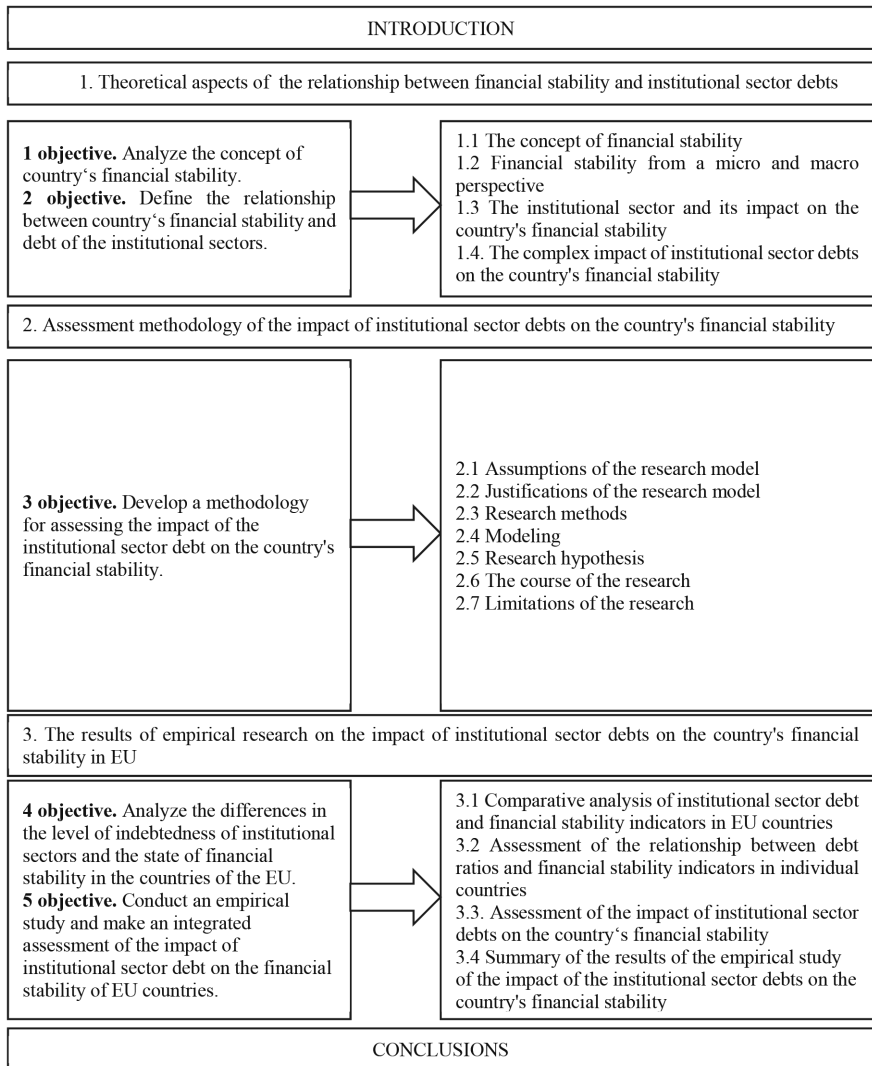 INTRODUCTION
1. Theoretical aspects of the relationship between financial stability and institutional sector debts
1 objective. Analyze the concept of
country‘s financial stability.
2 objective. Define the relationship
between country‘s financial stability and
debt of the institutional sectors.
1.1 The concept of financial stability
1.2 Financial stability from a micro and macro
perspective
1.3 The institutional sector and its impact on the
country's financial stability
1.4. The complex impact of institutional sector debts
on the country's financial stability
2. Assessment methodology of the impact of institutional sector debts on the country's financial stability
3 objective. Develop a methodology
for assessing the impact of the
institutional sector debt on the country's
financial stability.
2.1 Assumptions of the research model
2.2 Justifications of the research model
2.3 Research methods
2.4 Modeling
2.5 Research hypothesis
2.6 The course of the research
2.7 Limitations of the research
3. The results of empirical research on the impact of institutional sector debts on the country's financial
stability in EU
4 objective. Analyze the differences in
the level of indebtedness of institutional
sectors and the state of financial
stability in the countries of the EU.
5 objective. Conduct an empirical
study and make an integrated
assessment of the impact of
institutional sector debt on the financial
stability of EU countries.
3.1 Comparative analysis of institutional sector debt
and financial stability indicators in EU countries
3.2 Assessment of the relationship between debt
ratios and financial stability indicators in individual
countries
3.3. Assessment of the impact of institutional sector
debts on the country‘s financial stability
3.4 Summary of the results of the empirical study
of the impact of the institutional sector debts on the
country's financial stability
CONCLUSIONS